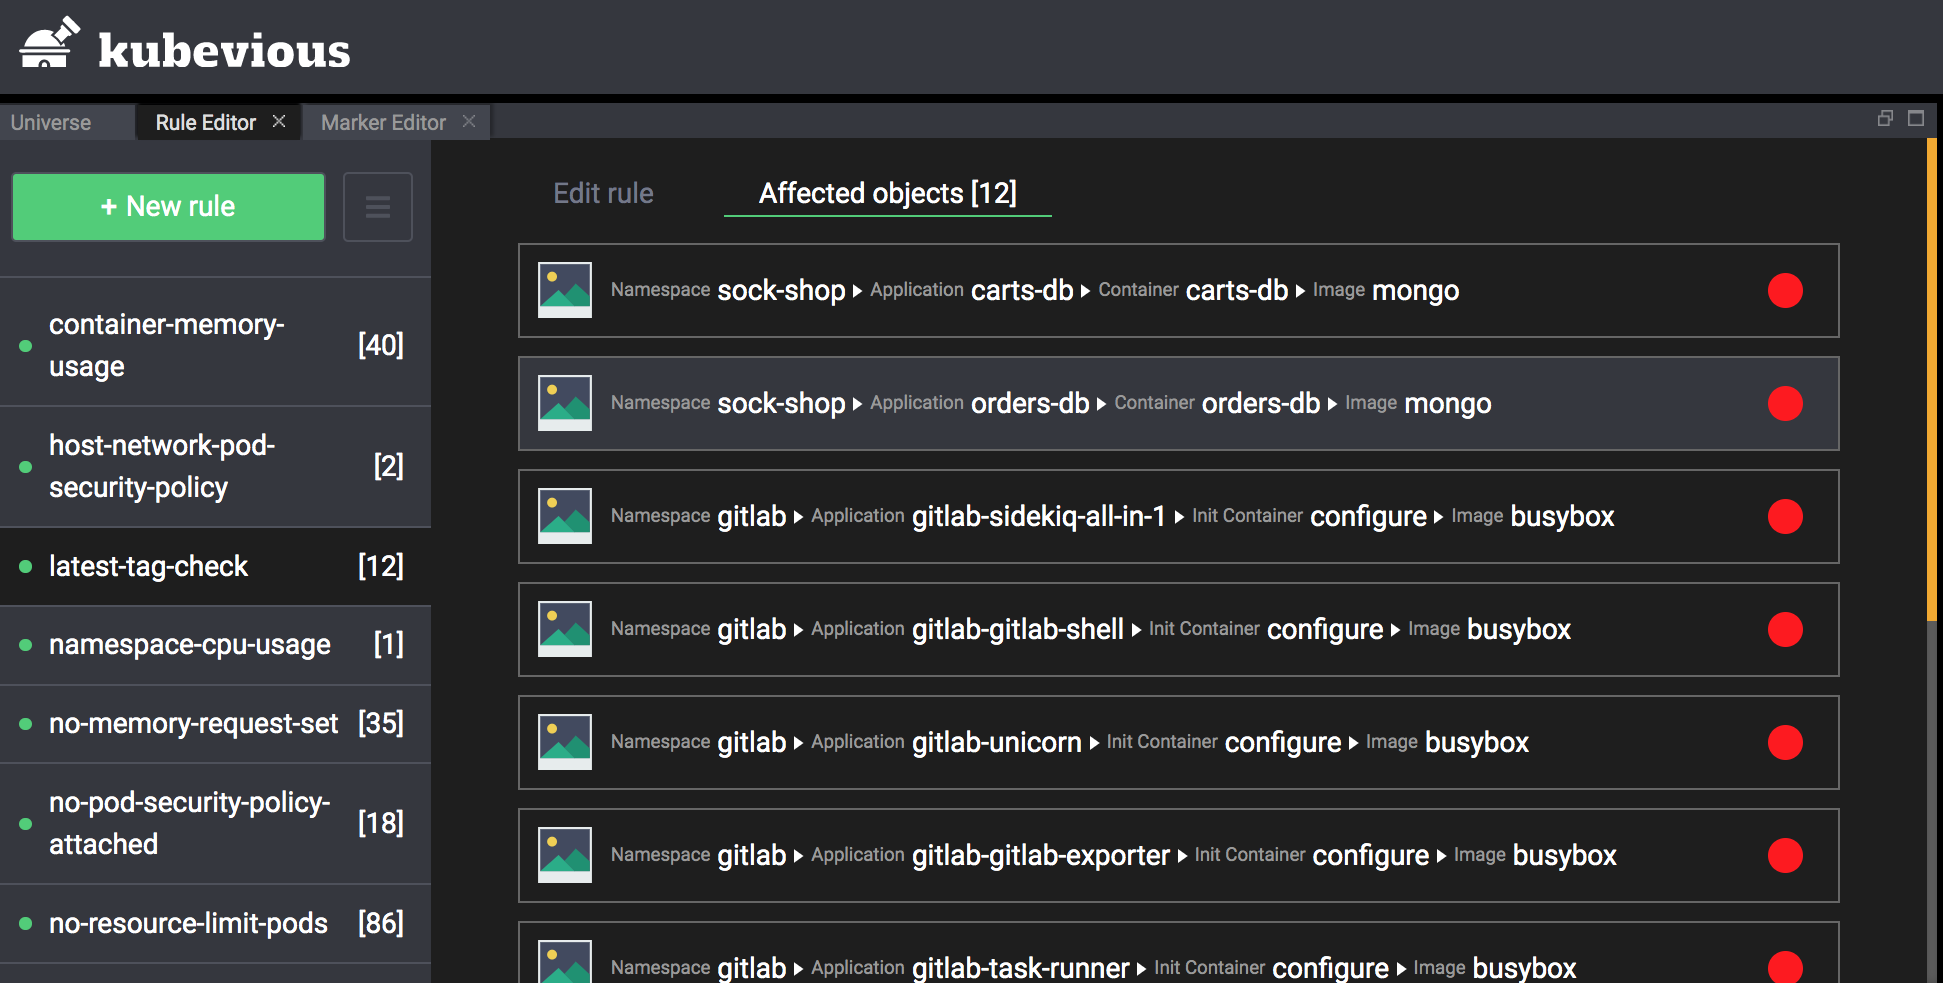 kubevious
Universe Rule Editor Marker Editor
+ New rule
container-memory-
usage
[40]
host-network-pod-
security-policy
[2]
latest-tag-check [12]
namespace-cpu-usage [1]
no-memory-request-set [35]
no-pod-security-policy-
attached
[18]
no-resource-limit-pods [86]
Edit rule Affected objects [12]
Namespace sock-shop Application carts-db Container carts-db Image mongo
Namespace sock-shop Application orders-db Container orders-db Image mongo
Namespace gitlab Application gitlab-sidekiq-all-in-1 Init Container configure Image busybox
Namespace gitlab Application gitlab-gitlab-shell Init Container configure Image busybox
Namespace gitlab Application gitlab-unicorn Init Container configure Image busybox
Namespace gitlab Application gitlab-gitlab-exporter Init Container configure Image busybox
Namespace gitlab Application gitlab-task-runner Init Container configure Image busybox